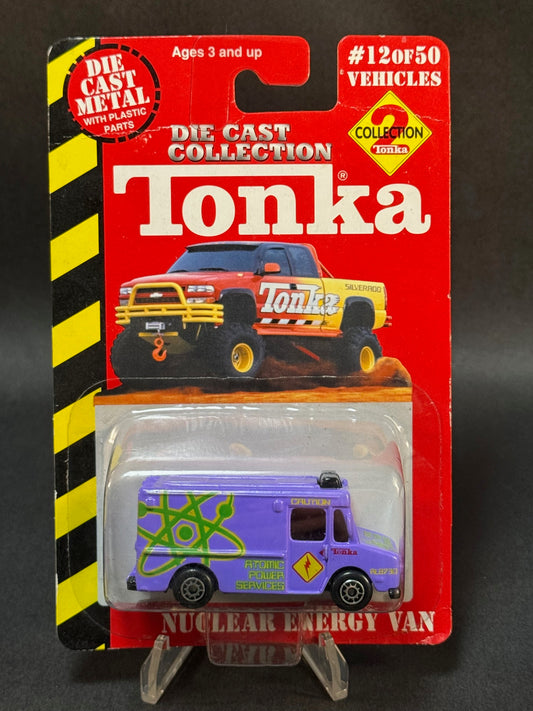 Ages 3 and up
#12 OF 50
VEHICLES
DIE
CAST
METAL
WITH PLASTIC
PARTS
2
COLLECTION
Tonka
DIE CAST
COLLECTION
Tonka®
SILVERADO
Tonka
CAUTION
Tonka
ATOMIC
POWER
SERVICES
NUCLEAR ENERGY VAN